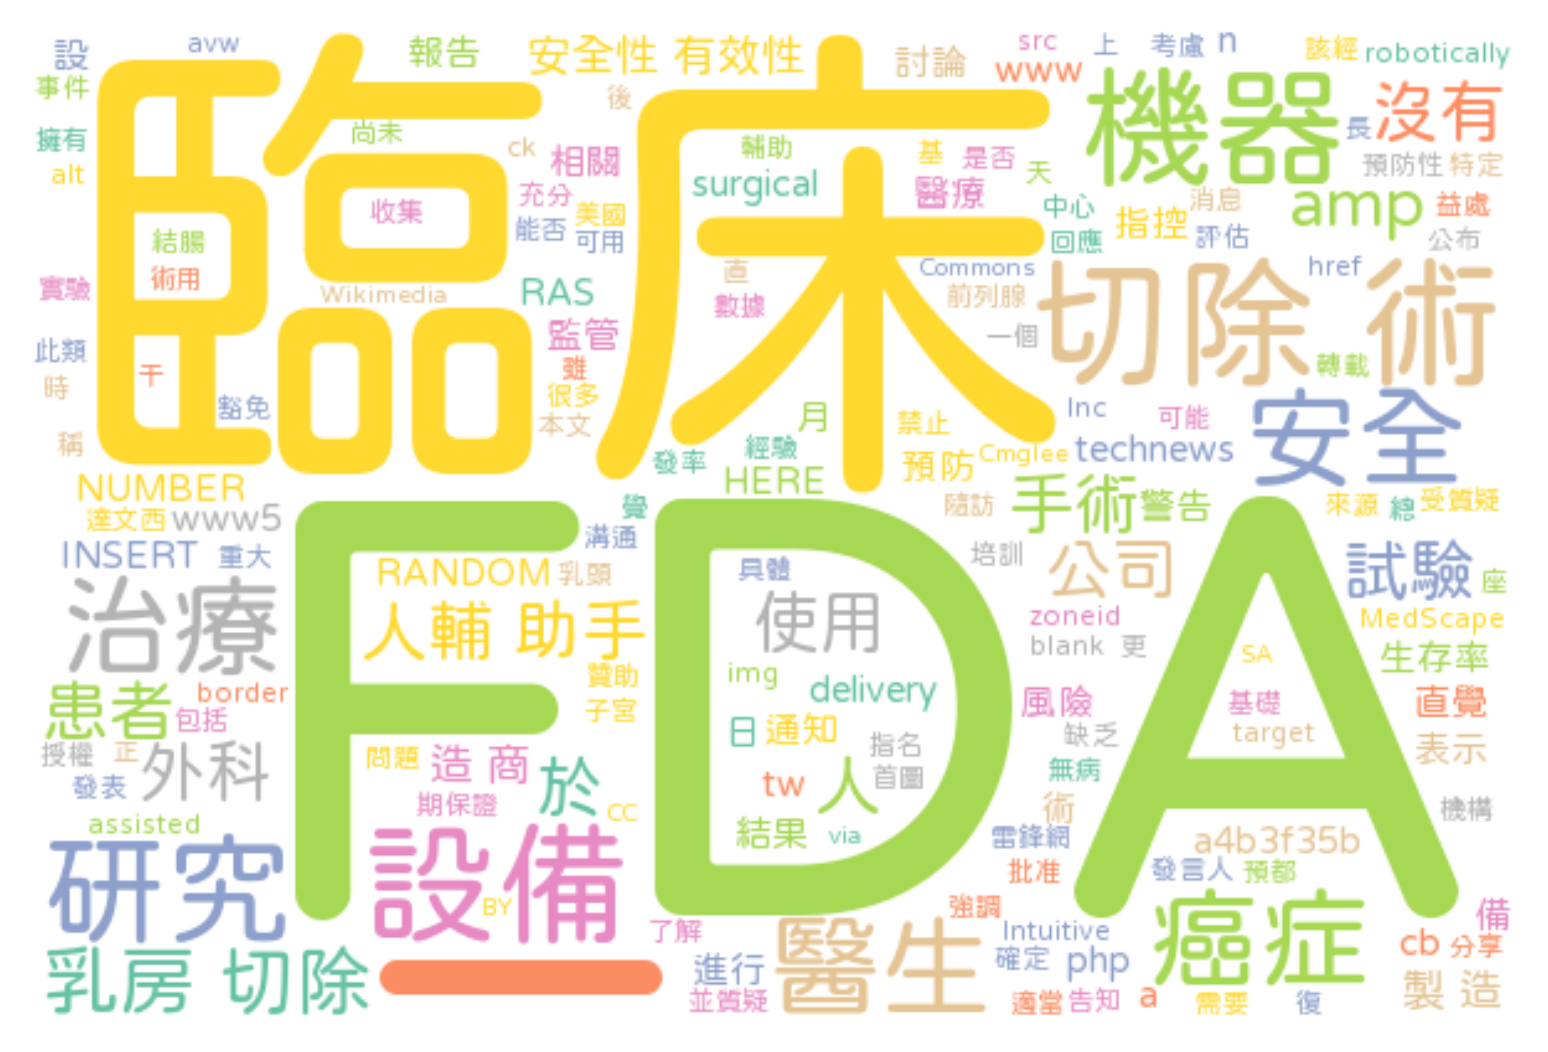 設 avw 報告 安全性 有效性 討論 src 上 考慮 n 該經 robotically
事件 後 www 機器 沒有
擁有 尚未 ck 相關 輔助 基 是否 長
alt 充分 surgical 醫療 天 預防性 特定
收集 美國 中心 指控 消息 amp 益處
結腸 能否 可用 回應 評估 公布
術用 直 Commons 切除 術 href
實驗 Wikimedia RAS 數據 前列腺
臨床
此類 監管 一個
時 干 雖 轉載
豁免 很多 月 禁止 Inc 可能 安全
稱 本文 經驗 technews
發率 預防 Cmglee
NUMBER HERE
達文西 www5 覺 隨訪 手術 警告 來源 總 受質疑
INSERT 重大 溝通 培訓 公司 試驗 座
RANDOM 乳頭 具體
治療 人輔 助手 使用 zoneid MedScape
blank 更 SA 生存率
FDA
患者 border 贊助 img delivery 風險 基礎 直覺
包括 子宮 日 通知 缺乏 target 表示
授權 正 外科 問題 造 商 於 指名 無病
發表 期保證 CC tw 人 首圖 術 機構
assisted 結果 via 雷鋒網 a4b3f35b
研究 設備 批准 發言人 預都
BY 強調 癌症 備
了解 Intuitive cb 分享
乳房 切除 一 進行 醫生 確定 php 製 造
並質疑 適當 告知 a 需要 復